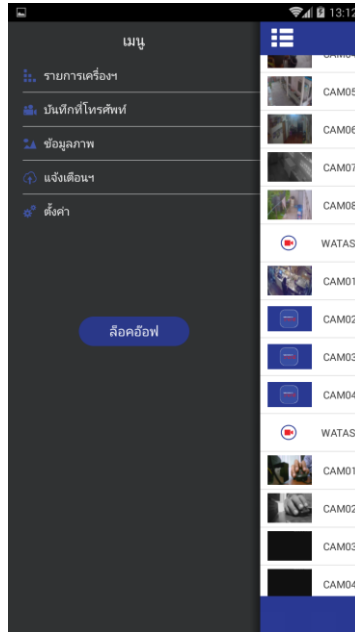 13:12
เมนู
รายการเครื่องฯ
บันทึกที่โทรศัพท์
ข้อมูลภาพ
แจ้งเตือนฯ
ตั้งค่า
ล็อคอ๊อฟ
CAM04
CAM05
CAM06
CAM07
CAM08
WATAS
CAM01
CAM02
CAM03
CAM04
WATAS
CAM01
CAM02
CAM03
CAM04